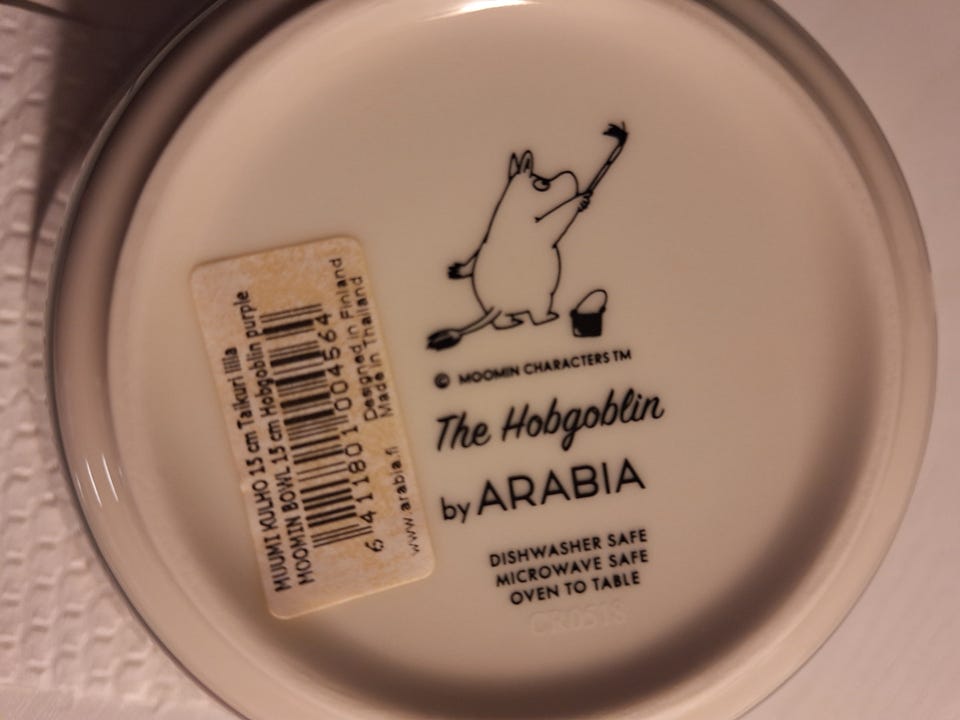 MUUMI KULHO 15 cm Taikuri lilla
MOOMIN BOWL 15 cm Hobgoblin purple
6 411801 004564
Designed in Finland
Made in Thailand
www.arabia.fi
© MOOMIN CHARACTERS TM
The Hobgoblin
by ARABIA
DISHWASHER SAFE
MICROWAVE SAFE
OVEN TO TABLE